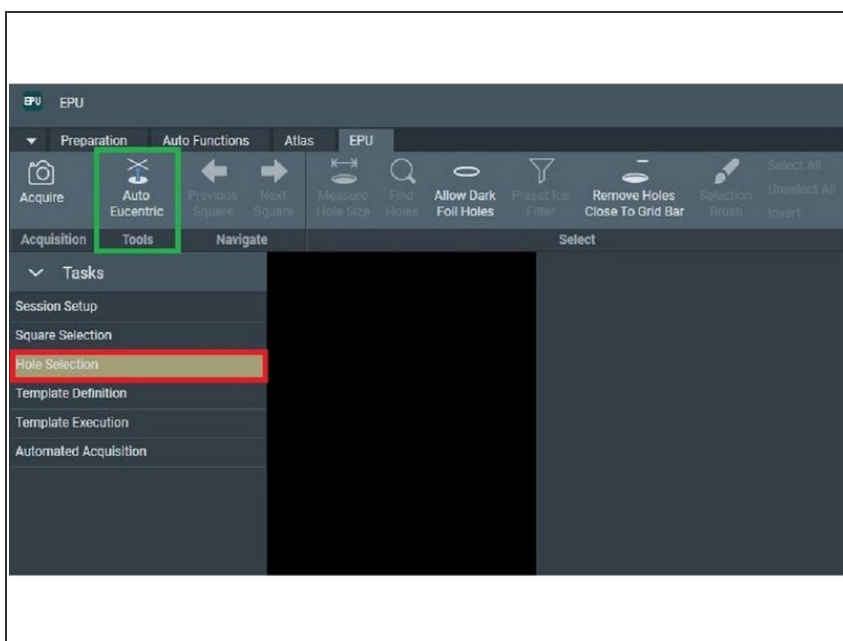 EPU EPU
Preparation Auto Functions Atlas EPU
Acquire
Auto
Eucentric
Previous
Square
Next
Square
Measure
Hole Size
Find
Holes
Allow Dark
Foil Holes
Preset Ice
Filter
Remove Holes
Close To Grid Bar
Selection
Brush
Select All
Unselect All
Invert
Acquisition Tools Navigate Select
Tasks
Session Setup
Square Selection
Hole Selection
Template Definition
Template Execution
Automated Acquisition